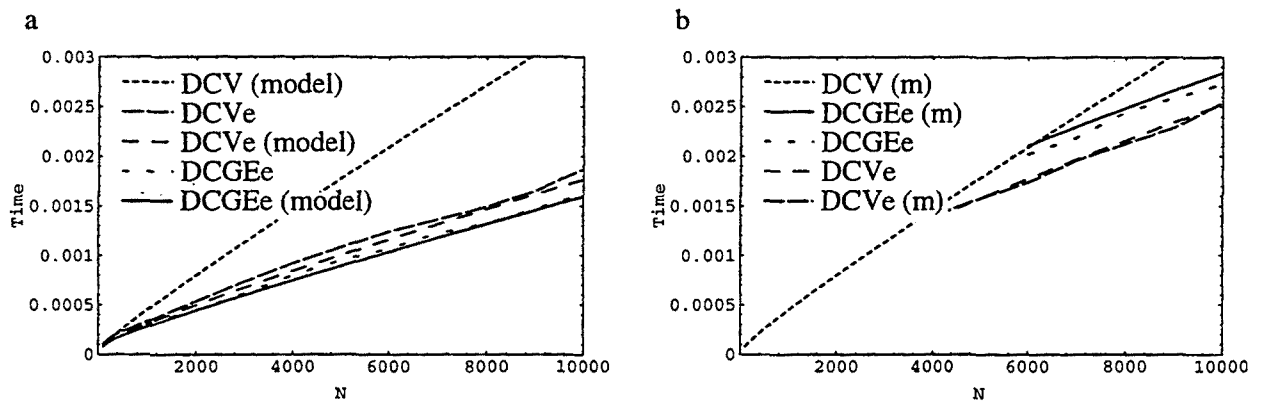 a
0.003
0.0025
0.002
0.0015
0.001
0.0005
0
Time
DCV (model)
DCVe
DCVe (model)
DCGEe
DCGEe (model)
2000 4000 6000 8000 10000
N
b
0.003
0.0025
0.002
0.0015
0.001
0.0005
0
Time
DCV (m)
DCGEe (m)
DCGEe
DCVe
DCVe (m)
2000 4000 6000 8000 10000
N